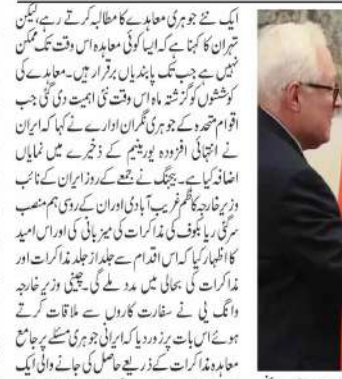 ایک نئے جوہری معاہدے کا مطالبہ کرتے رہے، لیکن
تہران کا کہنا ہے کہ ایسا کوئی معاہدہ اس وقت تک ممکن
نہیں ہے جب تک پابندیاں برقرار ہیں۔ معاہدے کی
کوششوں کو گزشتہ ماہ اس وقت نئی اہمیت دی گئی جب
اقوام متحدہ کے جوہری نگران ادارے نے کہا کہ ایران
نے انتہائی افزودہ یورینیم کے ذخیرے میں نمایاں
اضافہ کیا ہے۔ بیجنگ نے جمعے کے روز ایران کے نائب
وزیر خارجہ کاظم غریب آبادی اور ان کے روسی ہم منصب
سرگئی ریابکوف کی مذاکرات کی میزبانی کی اور اس امید
کا اظہار کیا کہ اس اقدام سے جلد از جلد مذاکرات اور
مذاکرات کی بحالی میں مدد ملے گی۔ چینی وزیر خارجہ
وانگ یی نے سفارت کاروں سے ملاقات کرتے
ہوئے اس بات پر زور دیا کہ ایرانی جوہری مسئلے پر جامع
معاہدہ مذاکرات کے ذریعے حاصل کی جانے والی ایک